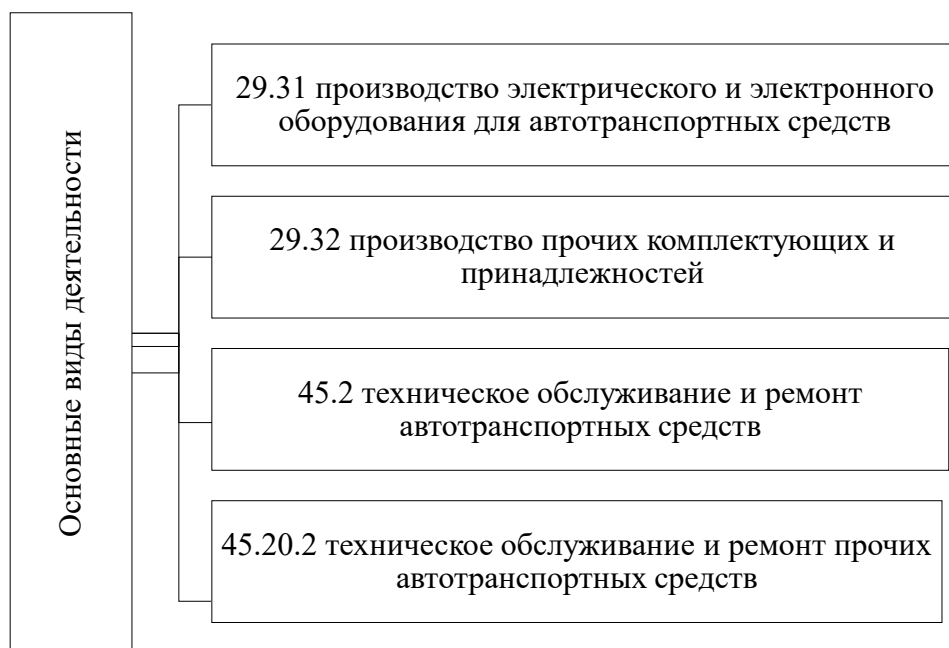 Основные виды деятельности
29.31 производство электрического и электронного
оборудования для автотранспортных средств
29.32 производство прочих комплектующих и
принадлежностей
45.2 техническое обслуживание и ремонт
автотранспортных средств
45.20.2 техническое обслуживание и ремонт прочих
автотранспортных средств